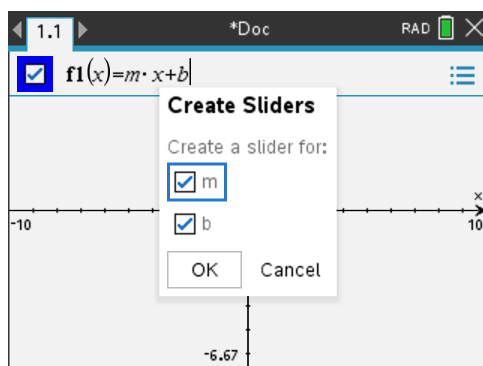 1.1 *Doc RAD
f1(x)=m·x+b
Create Sliders
Create a slider for:
m
x
-10 b 10
OK Cancel
-6.67